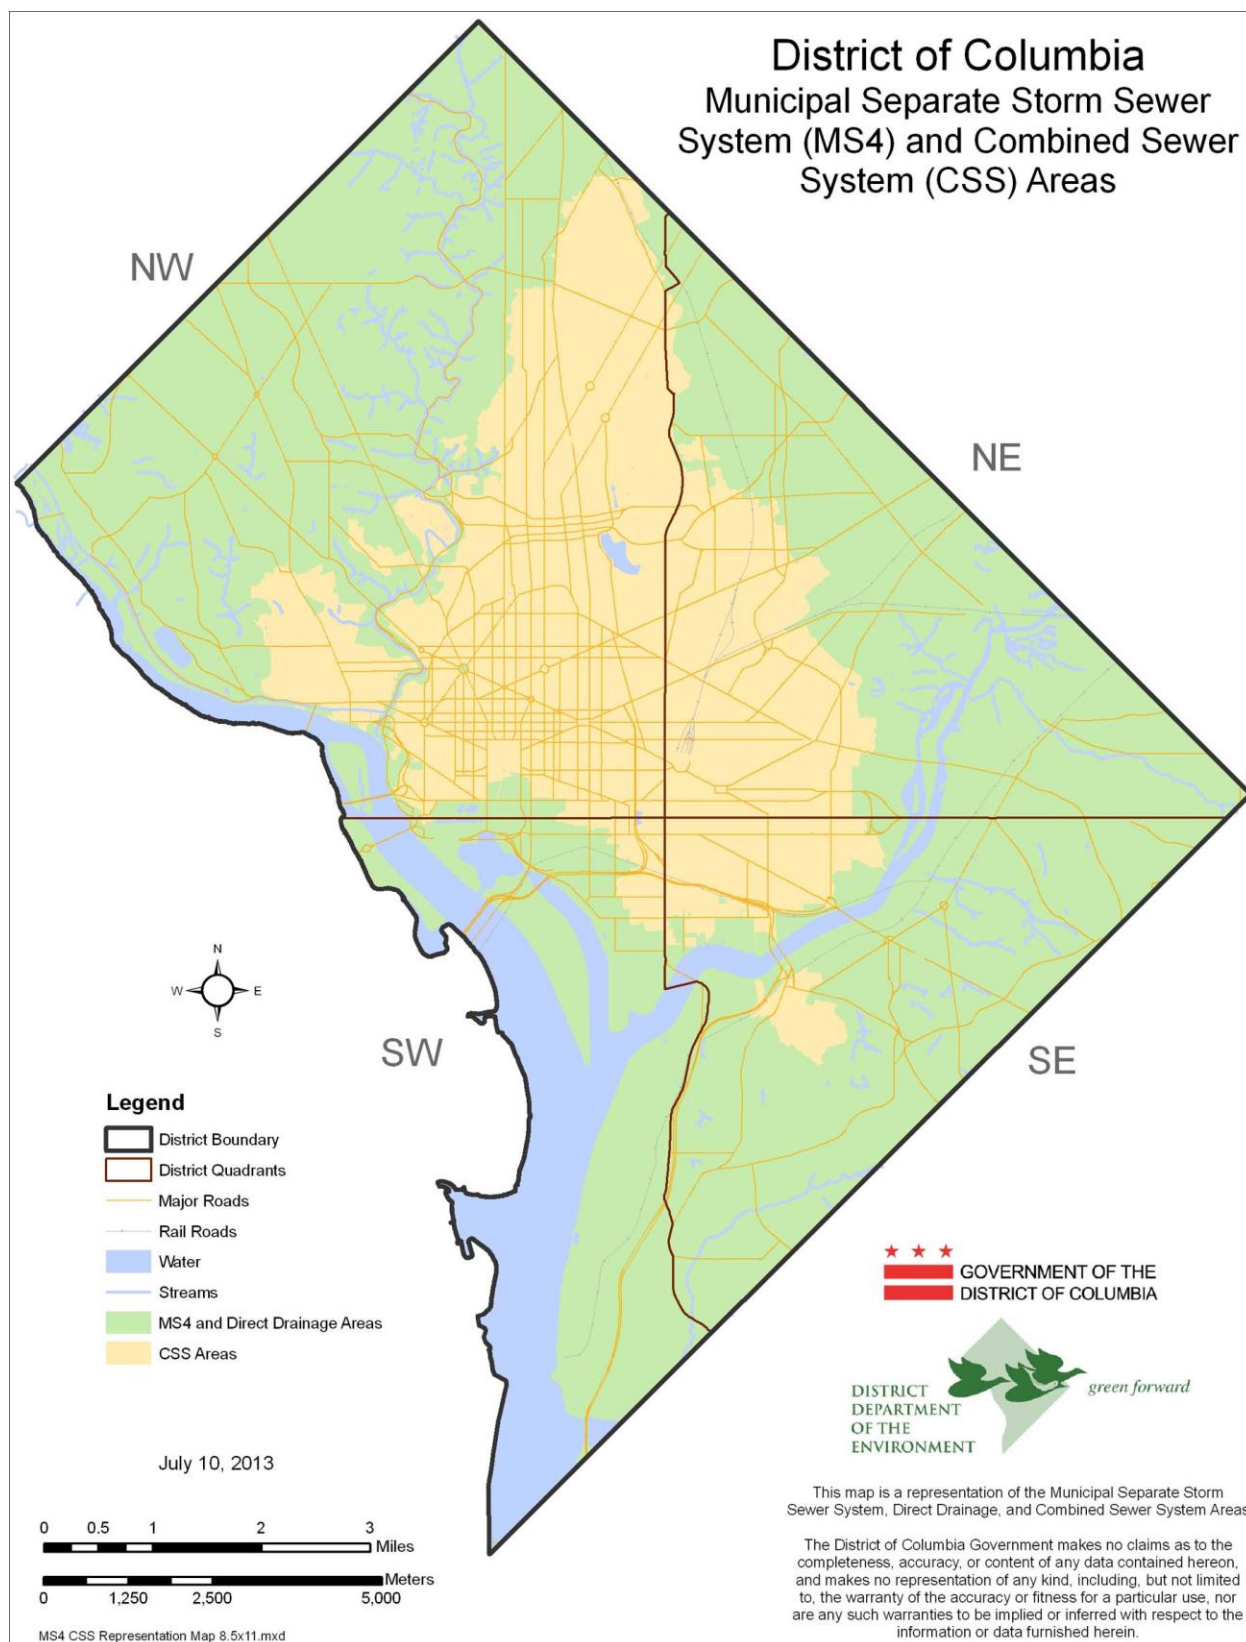 District of Columbia
Municipal Separate Storm Sewer
System (MS4) and Combined Sewer
System (CSS) Areas
NW
NE
N
W E
S
SW
SE
Legend
District Boundary
District Quadrants
Major Roads
Rail Roads
Water
Streams
MS4 and Direct Drainage Areas
CSS Areas
GOVERNMENT OF THE
DISTRICT OF COLUMBIA
DISTRICT
DEPARTMENT
OF THE
ENVIRONMENT
green forward
July 10, 2013
0 0.5 1 2 3
Miles
Meters
0 1,250 2,500 5,000
MS4 CSS Representation Map 8.5x11.mxd
This map is a representation of the Municipal Separate Storm
Sewer System, Direct Drainage, and Combined Sewer System Areas
The District of Columbia Government makes no claims as to the
completeness, accuracy, or content of any data contained hereon,
and makes no representation of any kind, including, but not limited
to, the warranty of the accuracy or fitness for a particular use, nor
are any such warranties to be implied or inferred with respect to the
information or data furnished herein.